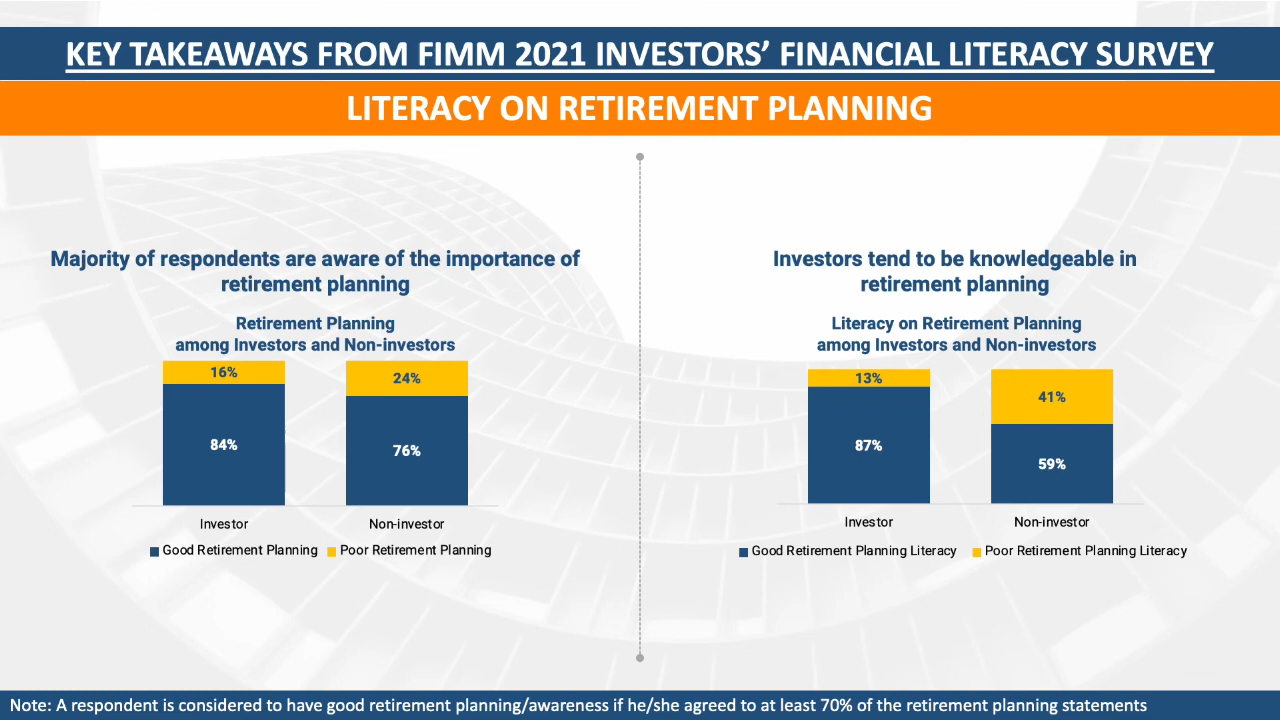 KEY TAKEAWAYS FROM FIMM 2021 INVESTORS’ FINANCIAL LITERACY SURVEY
LITERACY ON RETIREMENT PLANNING
Majority of respondents are aware of the importance of
retirement planning
Retirement Planning
among Investors and Non-investors
16%
24%
84%
76%
Investor
Non-investor
Good Retirement Planning
Poor Retirement Planning
Investors tend to be knowledgeable in
retirement planning
Literacy on Retirement Planning
among Investors and Non-investors
13%
41%
87%
59%
Investor
Non-investor
Good Retirement Planning Literacy
Poor Retirement Planning Literacy
Note: A respondent is considered to have good retirement planning/awareness if he/she agreed to at least 70% of the retirement planning statements